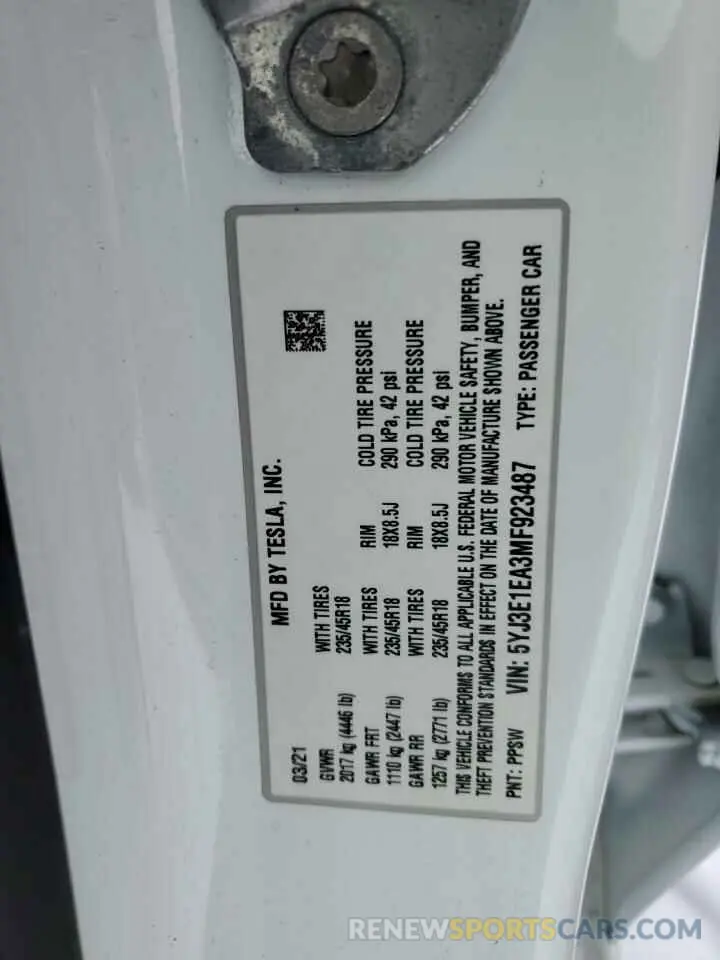 MFD BY TESLA, INC.
03/21
GVWR WITH TIRES
2017 kg (4446 lb) 235/45R18
GAWR FRT WITH TIRES RIM COLD TIRE PRESSURE
1110 kg (2447 lb) 235/45R18 18X8.5J 290 kPa, 42 psi
GAWR RR WITH TIRES RIM COLD TIRE PRESSURE
1257 kg (2771 lb) 235/45R18 18X8.5J 290 kPa, 42 psi
THIS VEHICLE CONFORMS TO ALL APPLICABLE U.S. FEDERAL MOTOR VEHICLE SAFETY, BUMPER, AND
THEFT PREVENTION STANDARDS IN EFFECT ON THE DATE OF MANUFACTURE SHOWN ABOVE.
PNT: PPSW VIN: 5YJ3E1EA3MF923487 TYPE: PASSENGER CAR
RENEWSPORTSCARS.COM